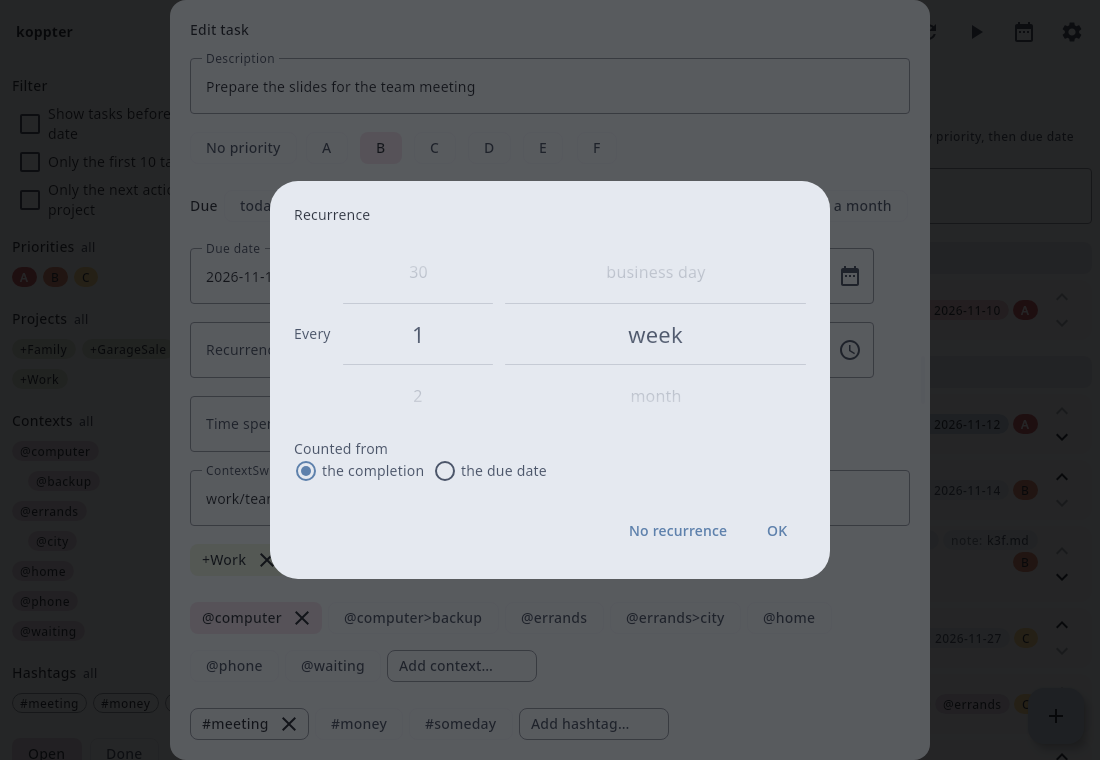 koppter
Edit task
Description
Prepare the slides for the team meeting
Filter
Show tasks before
date
Only the first 10 ta
Only the next actio
project
No priority A B C D E F
y priority, then due date
Due toda a month
Recurrence
Priorities all
A B C
Due date
2026-11-1
30 business day
Every 1 week
2 month
2026-11-10 A
Projects all
+Family +GarageSale
+Work
Recurrenc
Time spen
2026-11-12 A
Contexts all
@computer
@backup
@errands
@city
@home
@phone
@waiting
Counted from
the completion the due date
ContextSw
work/tean
2026-11-14 B
No recurrence OK
note: k3f.md
B
+Work
@computer @computer>backup @errands @errands>city @home
2026-11-27 C
@phone @waiting Add context…
Hashtags all
#meeting #money
@errands C
#meeting #money #someday Add hashtag…
Open Done